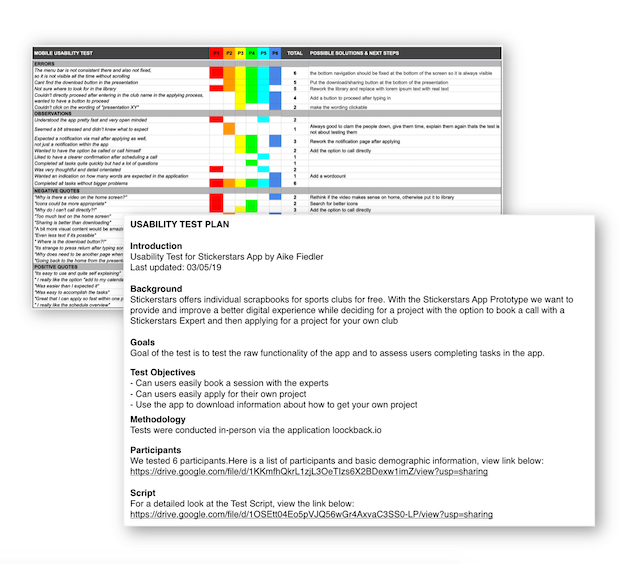 MOBILE USABILITY TEST P1 P2 P3 P4 P5 P6 TOTAL POSSIBLE SOLUTIONS & NEXT STEPS
ERRORS
The menu bar is not consistent there and also not fixed,
so it is not visible all the time without scrolling 6 the bottom navigation should be fixed at the bottom of the screen so it is always visible
Cant find the download button in the presentation 5 Put the download/sharing button at the bottom of the presentation
Not sure where to look for in the library 5 Rework the library and replace with lorem ipsum text with real text
Couldn't directly proceed after entering in the club name in the applying process,
wanted to have a button to proceed 4 Add a button to proceed after typing in
Couldn't click on the wording of "presentation XY" 2 make the wording clickable
OBSERVATIONS
Understood the app pretty fast and very open minded 2
Seemed a bit stressed and didn't knew what to expect 1 Always good to clam the people down, give them time, explain them again thats the test is
not about testing them
Expected a notification via mail after applying as well,
not just a notification within the app 3 Rework the notification page after applying
Wanted to have the option be called or call himself 2 Add the option to call directly
Liked to have a clearer confirmation after scheduling a call 1
Completed all tasks quite quickly but had a lot of questions 1
Was very thoughtful and detail orientated 2
Wanted an indication on how many words are expected in the application 1 Add a wordcount
Completed all tasks without bigger problems 6
NEGATIVE QUOTES
"Why is there a video on the home screen?" 2 Rethink if the video makes sense on home, otherwise put it to library
"Icons could be more appropriate" 2 Search for better icons
"Why do I can't call directly?!" 3 Add the option to call directly
"Too much text on the home screen"
"Sharing is better than downloading"
"A bit more visual content would be
"Even less text if its possible"
" Where is the download button?!"
"Its strange to press return after typing
"Why does need to be another page
"Going back to the home from the
POSITIVE QUOTES
"Its easy to use and quite self explaining"
" I really like the option "add to my
"Was easier than I expected it"
"Was easy to accomplish the tasks"
"Great that I can apply so fast within one
" I really like the schedule overview"
USABILITY TEST PLAN
Introduction
Usability Test for Stickerstars App by Aike Fiedler
Last updated: 03/05/19
Background
Stickerstars offers individual scrapbooks for sports clubs for free. With the Stickerstars App Prototype we want to
provide and improve a better digital experience while deciding for a project with the option to book a call with a
Stickerstars Expert and then applying for a project for your own club
Goals
Goal of the test is to test the raw functionality of the app and to assess users completing tasks in the app.
Test Objectives
- Can users easily book a session with the experts
- Can users easily apply for their own project
- Use the app to download information about how to get your own project
Methodology
Tests were conducted in-person via the application loockback.io
Participants
We tested 6 participants.Here is a list of participants and basic demographic information, view link below:
https://drive.google.com/file/d/1KKmfhQkrL1zjL3OeTIzs6X2BDexw1imZ/view?usp=sharing
Script
For a detailed look at the Test Script, view the link below:
https://drive.google.com/file/d/1OSEtt04Eo5pVJQ56wGr4AxvaC3SS0-LP/view?usp=sharing